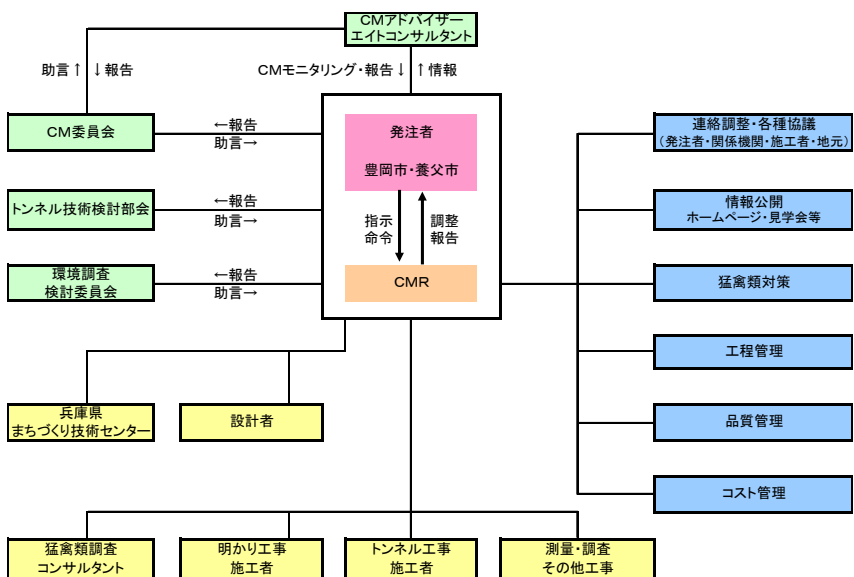 CMアドバイザー
エイトコンサルタント
助言↑ ↓報告
CMモニタリング・報告↓ ↑情報
CM委員会
←報告
助言→
発注者
豊岡市・養父市
連絡調整・各種協議
(発注者・関係機関・施工者・地元)
トンネル技術検討部会
←報告
助言→
指示
命令
調整
報告
情報公開
ホームページ・見学会等
環境調査
検討委員会
←報告
助言→
CMR
猛禽類対策
工程管理
兵庫県
まちづくり技術センター
設計者
品質管理
コスト管理
猛禽類調査
コンサルタント
明かり工事
施工者
トンネル工事
施工者
測量・調査
その他工事